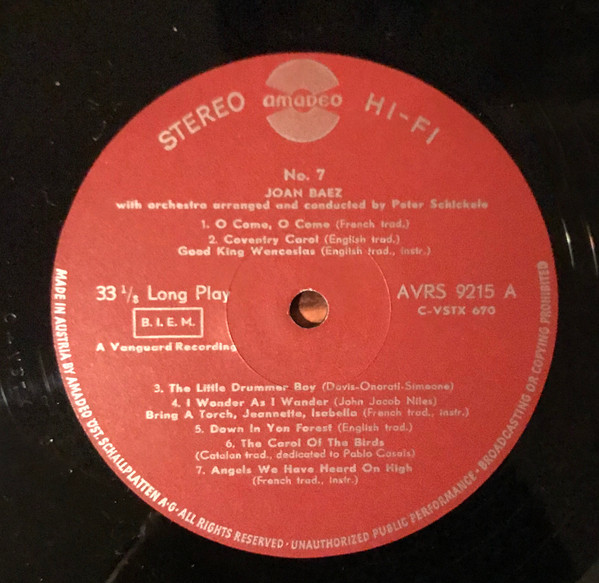 STEREO amadeo HI-FI
No. 7
JOAN BAEZ
with orchestra arranged and conducted by Peter Schickele
1. O Come, O Come (French trad.)
2. Coventry Carol (English trad.)
Good King Wenceslas (English trad., instr.)
33 1/3 Long Play
AVRS 9215 A
B.I.E.M.
C-VSTX 670
A Vanguard Recording
3. The Little Drummer Boy (Davis-Onorati-Simeone)
4. I Wonder As I Wander (John Jacob Niles)
Bring A Torch, Jeannette, Isabella (French trad., instr.)
5. Down In Yon Forest (English trad.)
6. The Carol Of The Birds
(Catalan trad., dedicated to Pablo Casals)
7. Angels We Have Heard On High
(French trad., instr.)
MADE IN AUSTRIA BY AMADEO ÖST. SCHALLPLATTEN A·G· ALL RIGHTS RESERVED · UNAUTHORIZED PUBLIC PERFORMANCE · BROADCASTING OR COPYING PROHIBITED